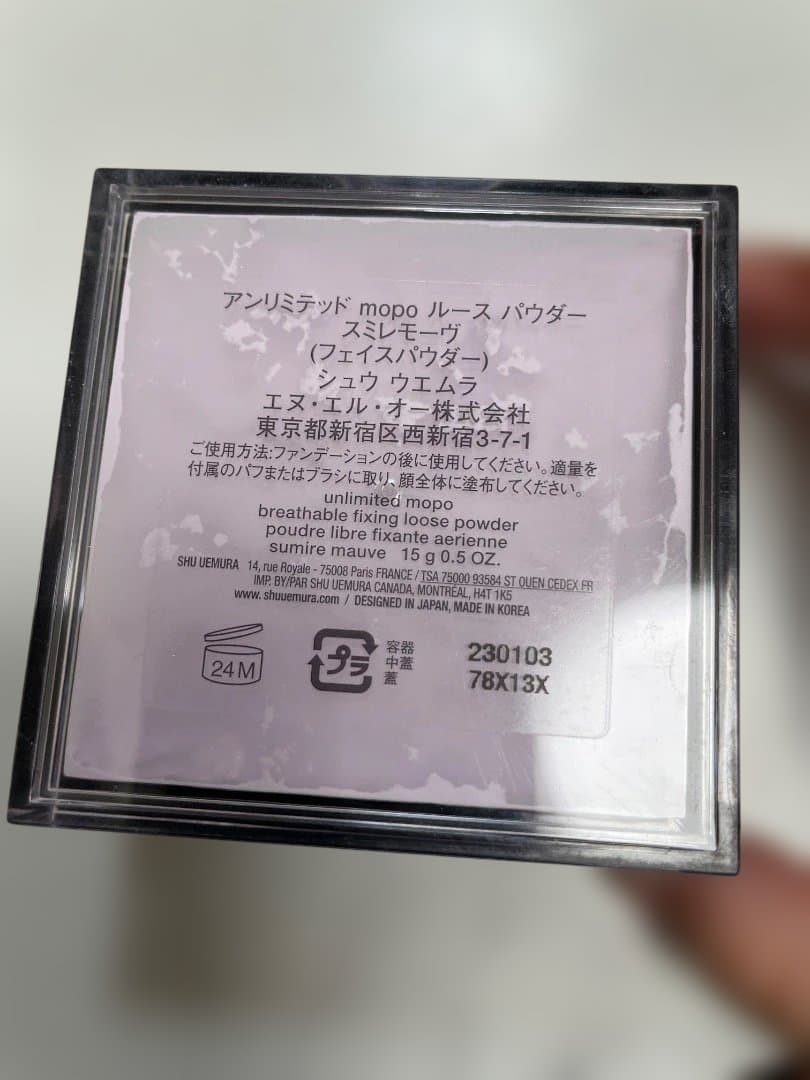 アンリミテッド mopo ルース パウダー
スミレモーヴ
(フェイスパウダー)
シュウ ウエムラ
エヌ・エル・オー株式会社
東京都新宿区西新宿3-7-1
ご使用方法:ファンデーションの後に使用してください。適量を
付属のパフまたはブラシに取り、顔全体に塗布してください。
unlimited mopo
breathable fixing loose powder
poudre libre fixante aerienne
sumire mauve 15 g 0.5 OZ.
SHU UEMURA 14, rue Royale - 75008 Paris FRANCE / TSA 75000 93584 ST OUEN CEDEX FR
IMP. BY/PAR SHU UEMURA CANADA, MONTRÉAL, H4T 1K5
www.shuuemura.com / DESIGNED IN JAPAN, MADE IN KOREA
24M
プラ
容器
中蓋
蓋
230103
78X13X